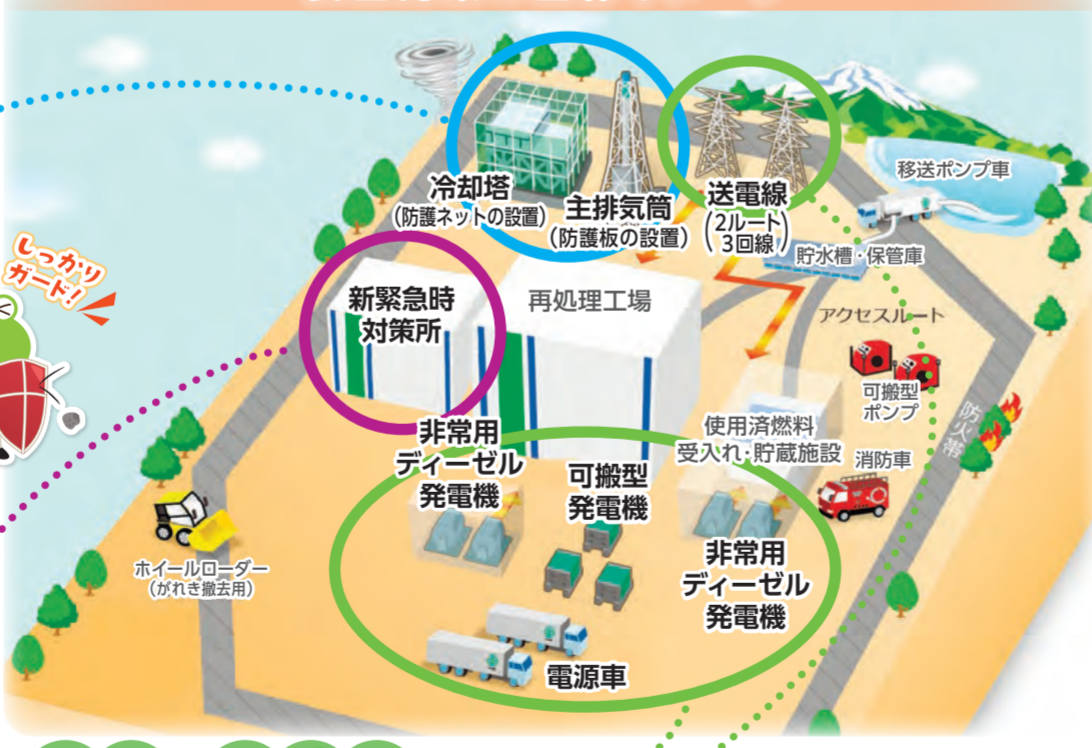 しっかり
ガード!
冷却塔
(防護ネットの設置)
主排気筒
(防護板の設置)
送電線
(2ルート
3回線)
移送ポンプ車
貯水槽・保管庫
アクセスルート
新緊急時
対策所
再処理工場
可搬型
ポンプ
防火帯
使用済燃料
受入れ・貯蔵施設
消防車
非常用
ディーゼル
発電機
可搬型
発電機
非常用
ディーゼル
発電機
ホイールローダー
(がれき撤去用)
電源車